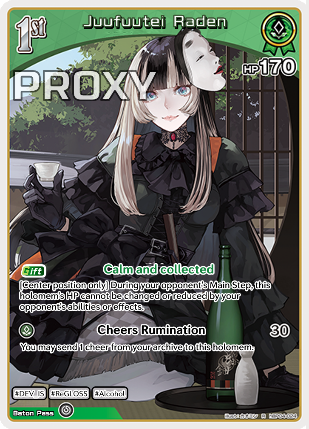 1st
Juufuutei Raden
HP 170
PROXY
Gift
Calm and collected
[Center position only] During your opponent's Main Step, this
holomem's HP cannot be changed or reduced by your
opponent's abilities or effects.
Cheers Rumination 30
You may send 1 cheer from your archive to this holomem.
#DEV_IS #ReGLOSS #Alcohol
Baton Pass